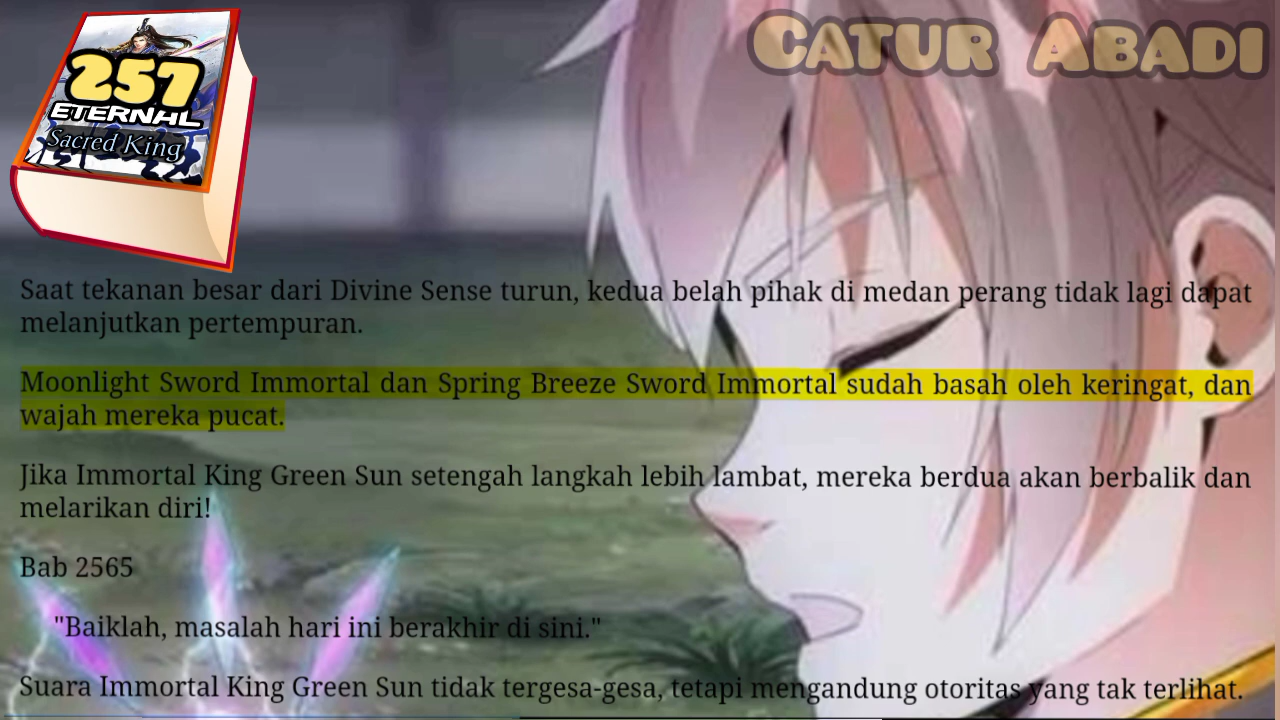 257
ETERNAL
Sacred King
CATUR ABADI
Saat tekanan besar dari Divine Sense turun, kedua belah pihak di medan perang tidak lagi dapat
melanjutkan pertempuran.
Moonlight Sword Immortal dan Spring Breeze Sword Immortal sudah basah oleh keringat, dan
wajah mereka pucat.
Jika Immortal King Green Sun setengah langkah lebih lambat, mereka berdua akan berbalik dan
melarikan diri!
Bab 2565
"Baiklah, masalah hari ini berakhir di sini."
Suara Immortal King Green Sun tidak tergesa-gesa, tetapi mengandung otoritas yang tak terlihat.